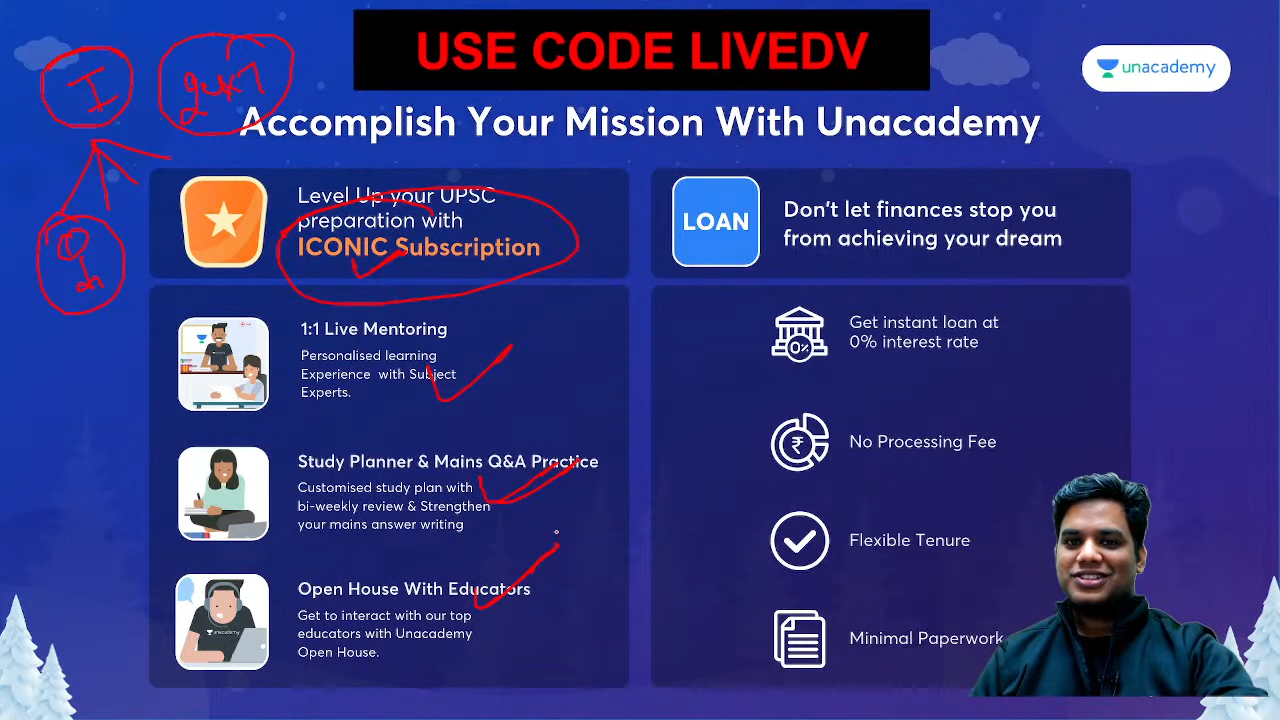 USE CODE LIVEDV
unacademy
Accomplish Your Mission With Unacademy
Level Up your UPSC
preparation with
ICONIC Subscription
1:1 Live Mentoring
Personalised learning
Experience with Subject
Experts.
Study Planner & Mains Q&A Practice
Customised study plan with
bi-weekly review & Strengthen
your mains answer writing
Open House With Educators
Get to interact with our top
educators with Unacademy
Open House.
LOAN
Don't let finances stop you
from achieving your dream
Get instant loan at
0% interest rate
No Processing Fee
Flexible Tenure
Minimal Paperwork
I
24x7
0%
₹
unacademy